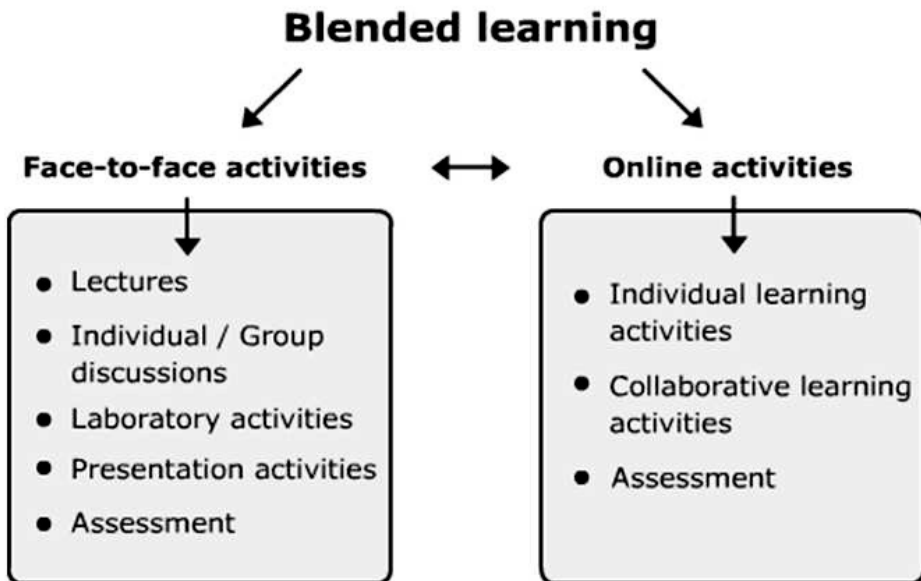 Blended learning
Face-to-face activities
Online activities
Lectures
Individual / Group
discussions
Laboratory activities
Presentation activities
Assessment
Individual learning
activities
Collaborative learning
activities
Assessment